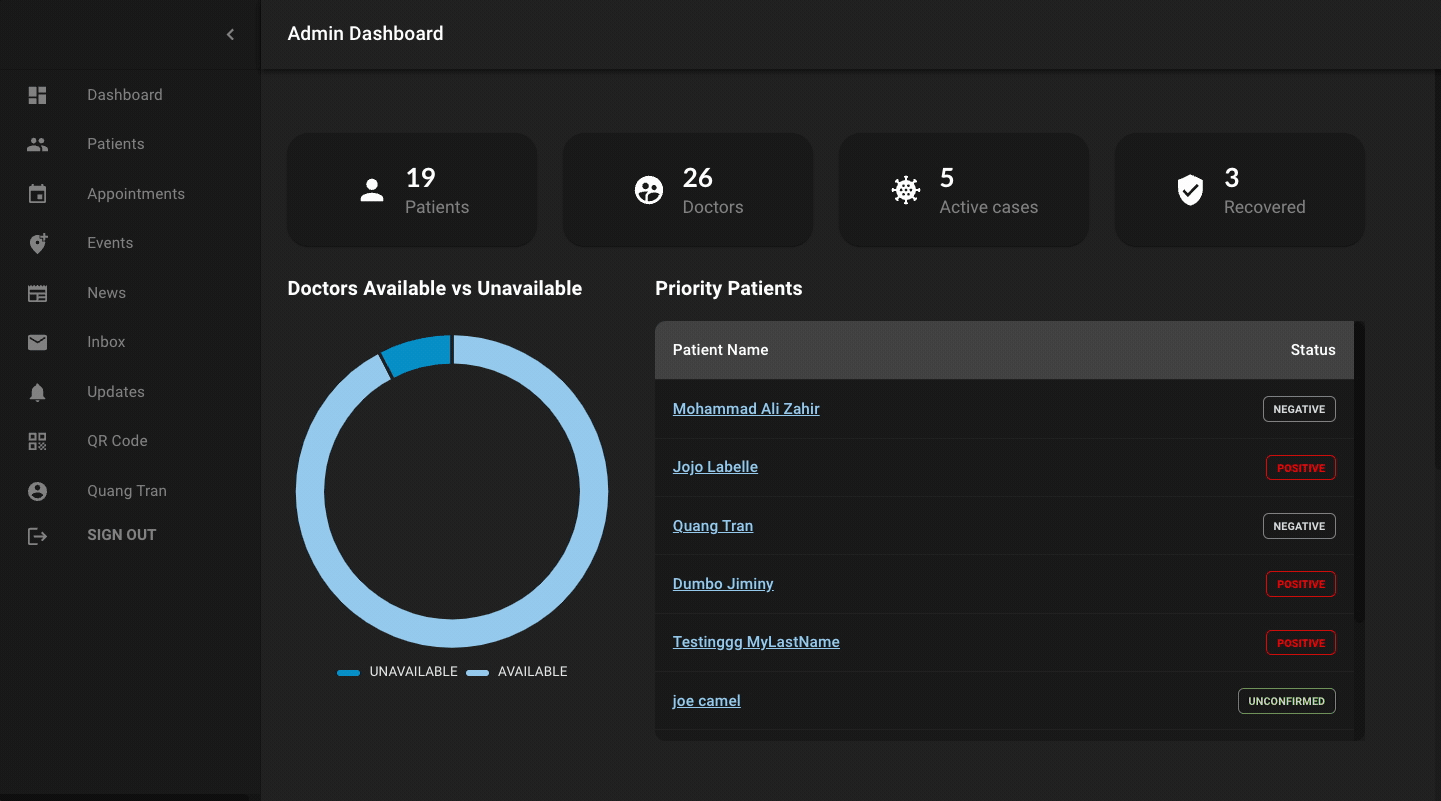 Admin Dashboard
Dashboard
Patients
Appointments
Events
News
Inbox
Updates
QR Code
Quang Tran
SIGN OUT
19
Patients
26
Doctors
5
Active cases
3
Recovered
Doctors Available vs Unavailable
UNAVAILABLE AVAILABLE
Priority Patients
Patient Name Status
Mohammad Ali Zahir NEGATIVE
Jojo Labelle POSITIVE
Quang Tran NEGATIVE
Dumbo Jiminy POSITIVE
Testinggg MyLastName POSITIVE
joe camel UNCONFIRMED